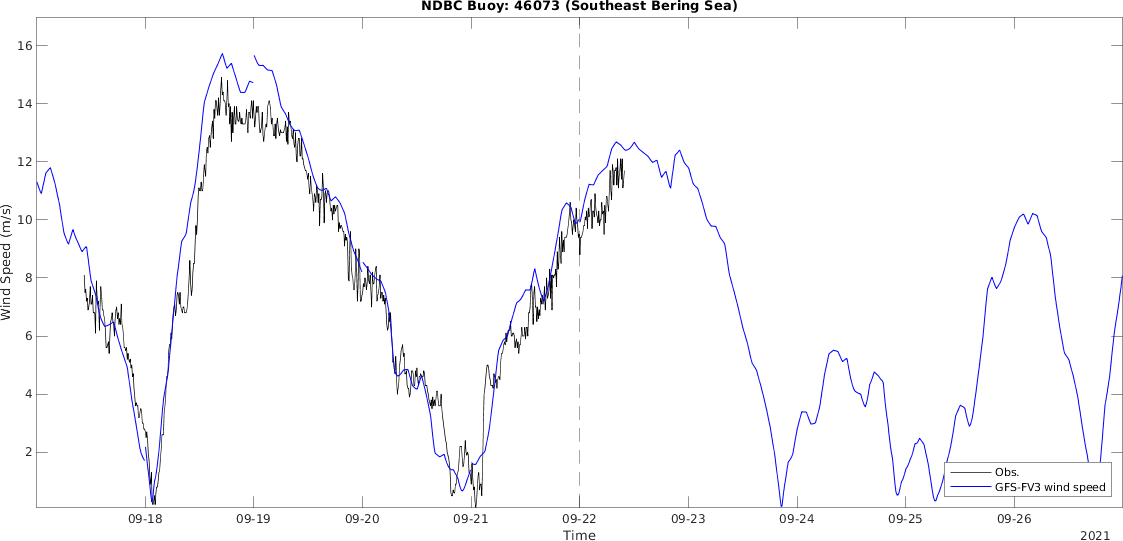 NDBC Buoy: 46073 (Southeast Bering Sea)
16
14
12
10
8
6
4
2
Wind Speed (m/s)
Obs.
GFS-FV3 wind speed
09-18 09-19 09-20 09-21 09-22 09-23 09-24 09-25 09-26
Time
2021